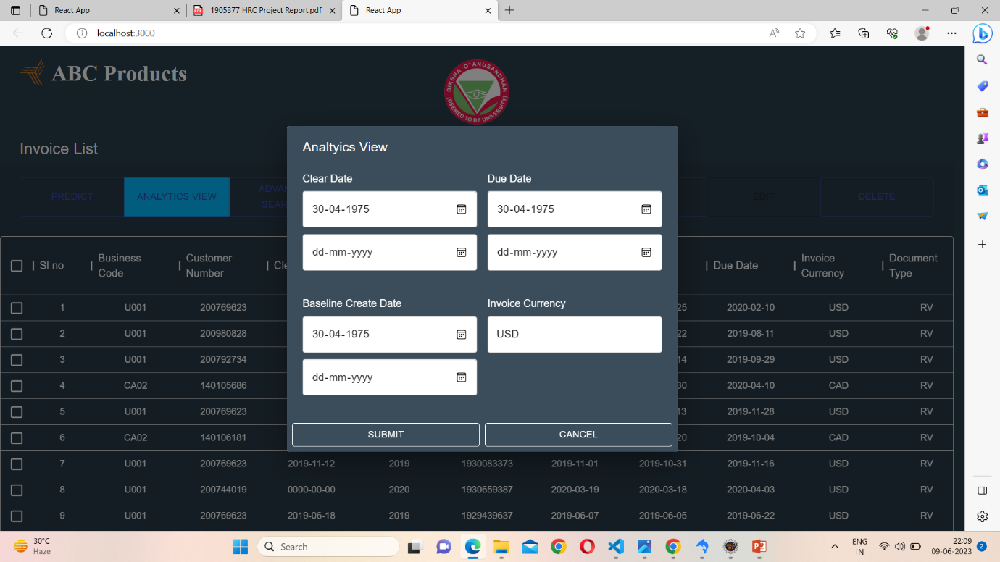 React App
1905377 HRC Project Report.pdf
React App
localhost:3000
ABC Products
SIKSHA 'O' ANUSANDHAN
(DEEMED TO BE UNIVERSITY)
Invoice List
PREDICT
ANALYTICS VIEW
ADVAN
SEAR
EDIT
DELETE
Analtyics View
Clear Date
Due Date
30-04-1975
30-04-1975
dd-mm-yyyy
dd-mm-yyyy
Baseline Create Date
Invoice Currency
30-04-1975
USD
dd-mm-yyyy
SUBMIT
CANCEL
Sl no | Business Code | Customer Number | Cle | Due Date | Invoice Currency | Document Type
1 U001 200769623 25 2020-02-10 USD RV
2 U001 200980828 22 2019-08-11 USD RV
3 U001 200792734 14 2019-09-29 USD RV
4 CA02 140105686 30 2020-04-10 CAD RV
5 U001 200769623 13 2019-11-28 USD RV
6 CA02 140106181 20 2019-10-04 CAD RV
7 U001 200769623 2019-11-12 2019 1930083373 2019-11-01 2019-10-31 2019-11-16 USD RV
8 U001 200744019 0000-00-00 2020 1930659387 2020-03-19 2020-03-18 2020-04-03 USD RV
9 U001 200769623 2019-06-18 2019 1929439637 2019-06-07 2019-06-05 2019-06-22 USD RV
30°C
Haze
Search
ENG
IN
22:09
09-06-2023
2